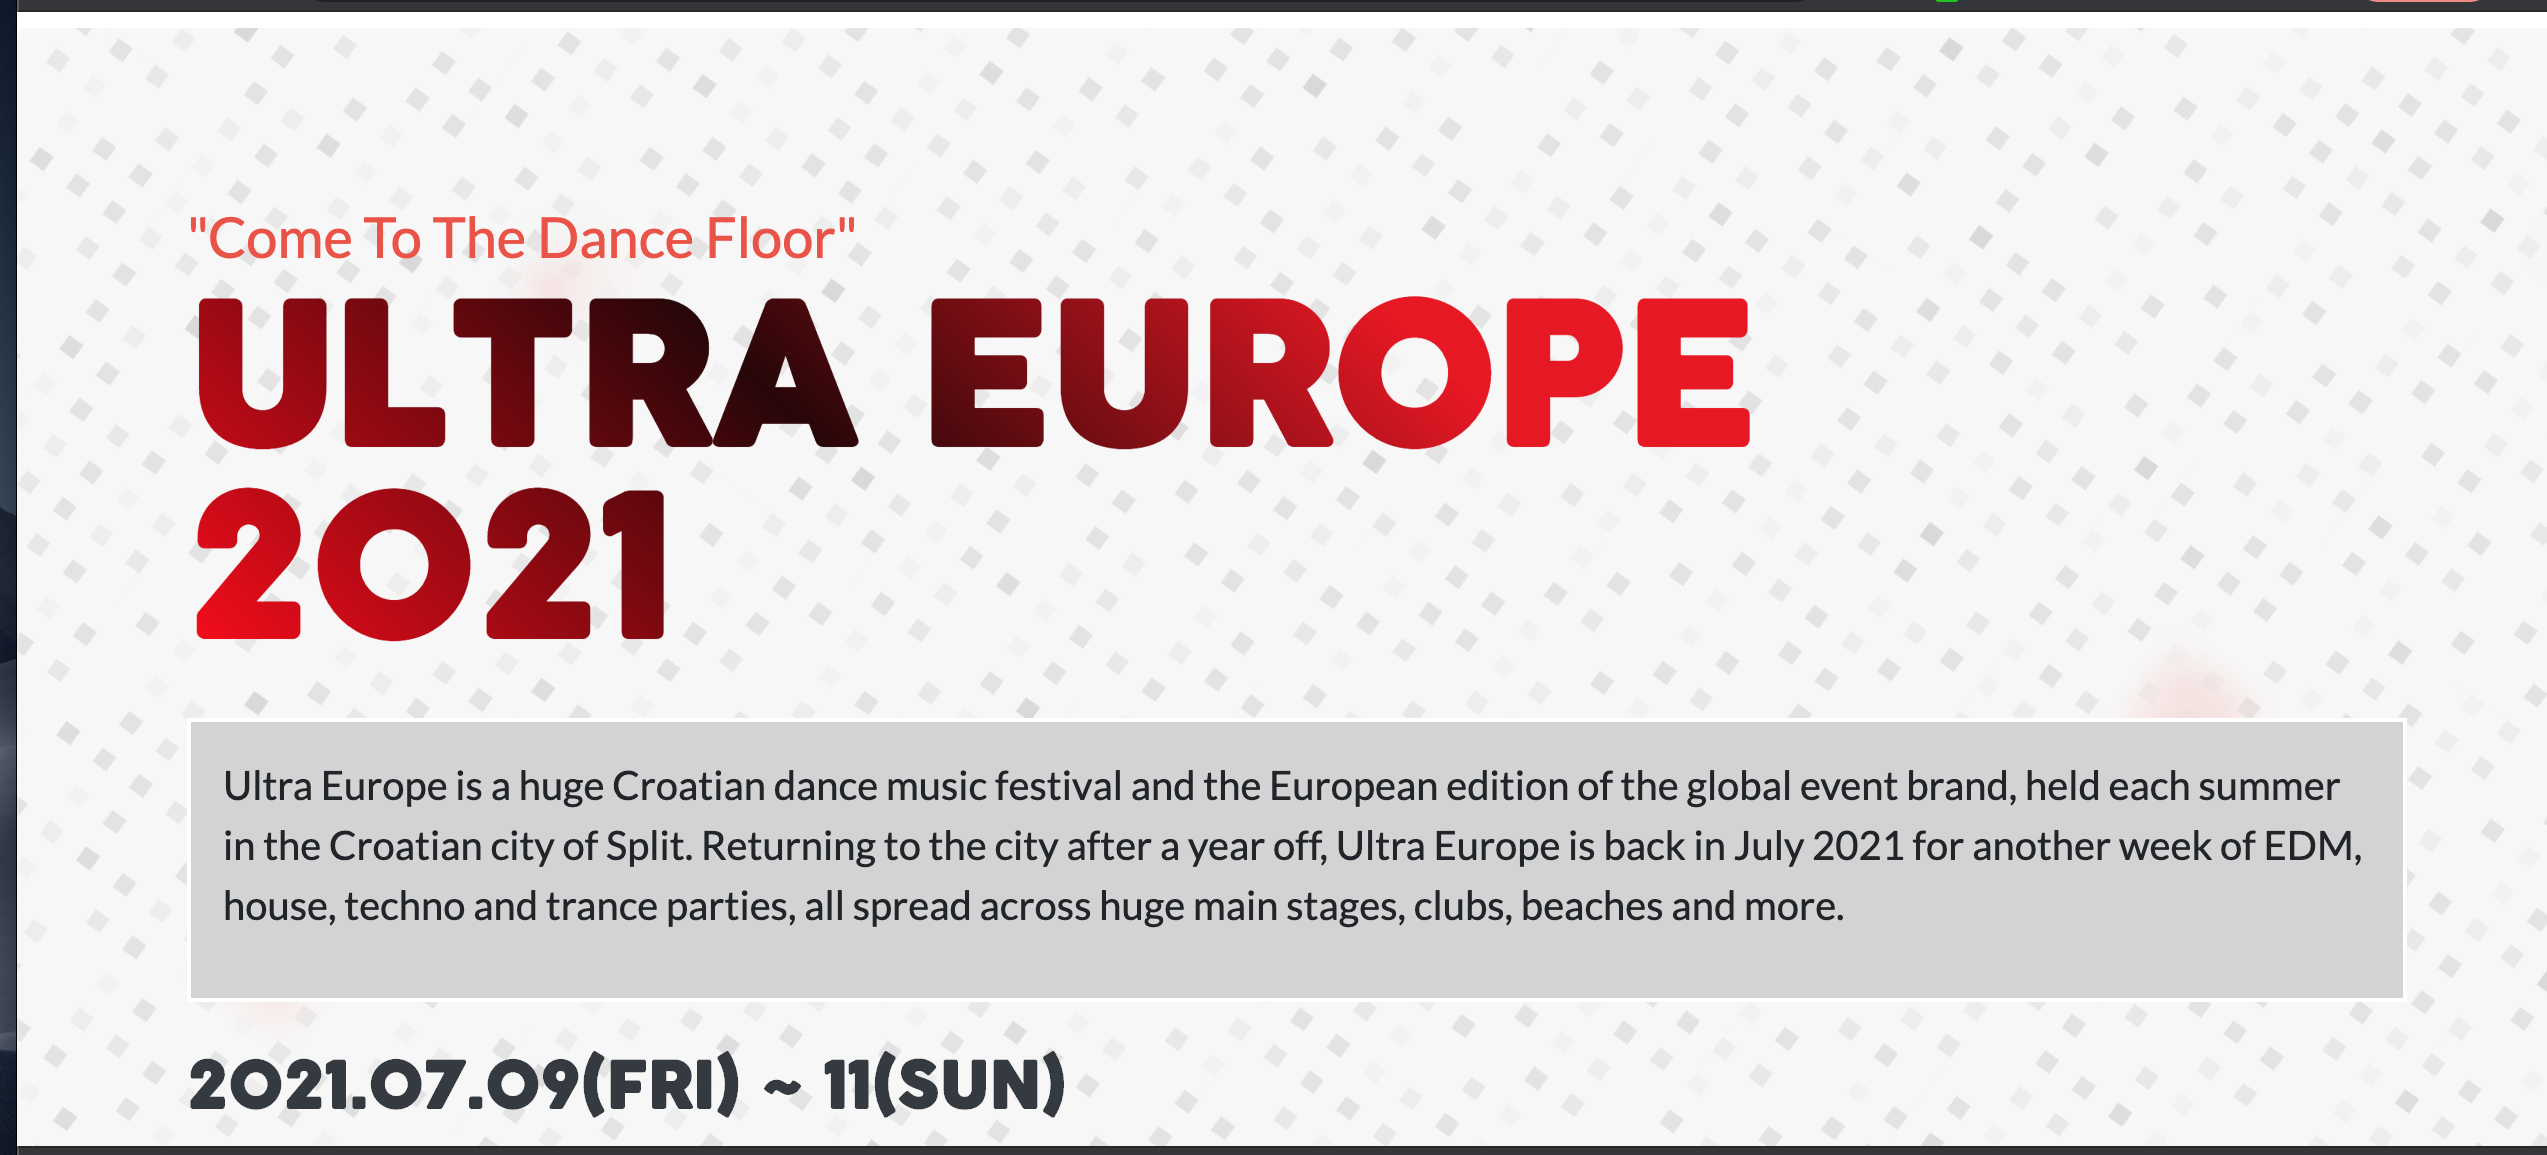 "Come To The Dance Floor"
ULTRA EUROPE
2021
Ultra Europe is a huge Croatian dance music festival and the European edition of the global event brand, held each summer
in the Croatian city of Split. Returning to the city after a year off, Ultra Europe is back in July 2021 for another week of EDM,
house, techno and trance parties, all spread across huge main stages, clubs, beaches and more.
2021.07.09(FRI) ~ 11(SUN)